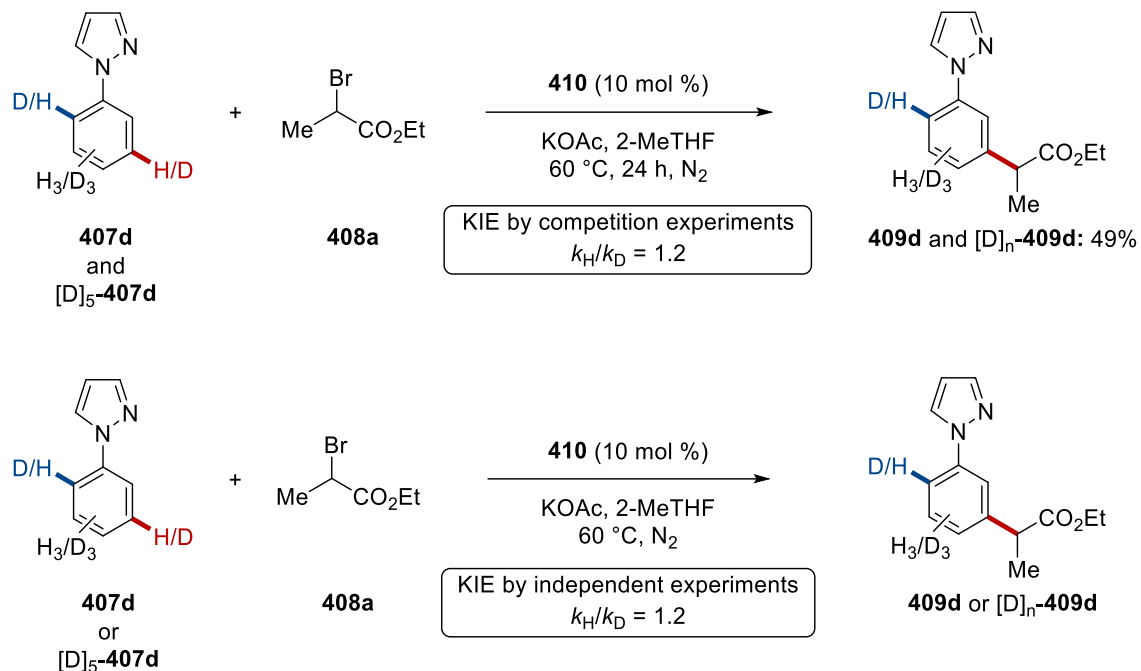 N
N
D/H
H/D
H3/D3
407d
and
[D]5-407d
+
Br
Me
CO2Et
408a
410 (10 mol %)
KOAc, 2-MeTHF
60 °C, 24 h, N2
KIE by competition experiments
kH/kD = 1.2
N
N
D/H
H3/D3
CO2Et
Me
409d and [D]n-409d: 49%
N
N
D/H
H/D
H3/D3
407d
or
[D]5-407d
+
Br
Me
CO2Et
408a
410 (10 mol %)
KOAc, 2-MeTHF
60 °C, N2
KIE by independent experiments
kH/kD = 1.2
N
N
D/H
H3/D3
CO2Et
Me
409d or [D]n-409d